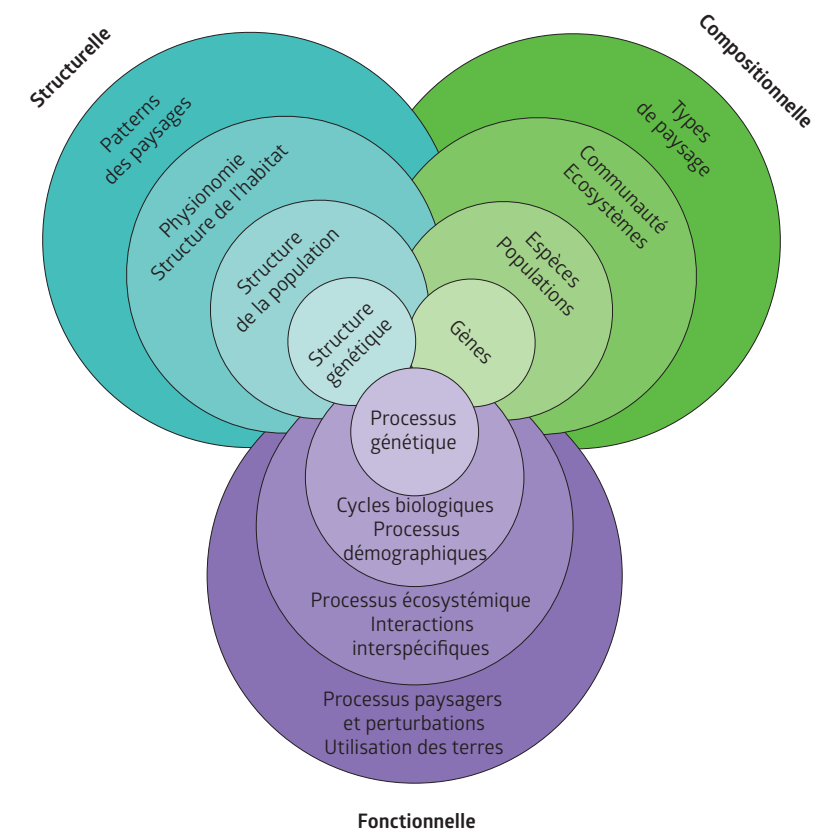 Structurelle
Patterns
des paysages
Physionomie
Structure de l'habitat
Structure
de la population
Structure
génétique
Compositionnelle
Types
de paysage
Communauté
Ecosystèmes
Espèces
Populations
Gènes
Processus
génétique
Cycles biologiques
Processus
démographiques
Processus écosystémique
Interactions
interspécifiques
Processus paysagers
et perturbations
Utilisation des terres
Fonctionnelle